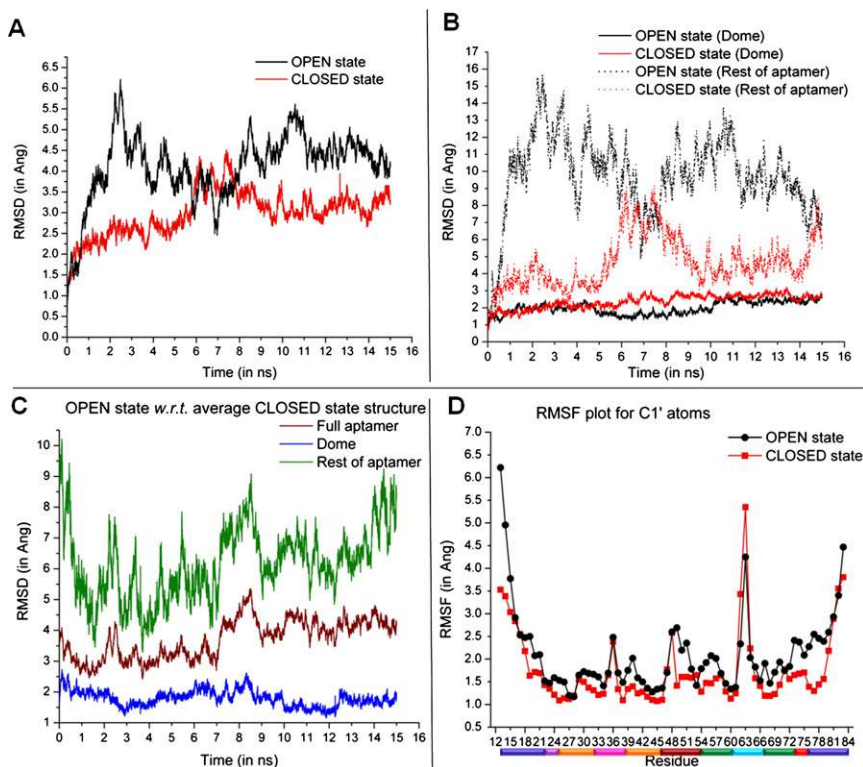 A
OPEN state
CLOSED state
RMSD (in Ang)
6.5
6.0
5.5
5.0
4.5
4.0
3.5
3.0
2.5
2.0
1.5
1.0
0.5
0.0
0 1 2 3 4 5 6 7 8 9 10 11 12 13 14 15
Time (in ns)
B
OPEN state (Dome)
CLOSED state (Dome)
OPEN state (Rest of aptamer)
CLOSED state (Rest of aptamer)
RMSD (in Ang)
17
16
15
14
13
12
11
10
9
8
7
6
5
4
3
2
1
0
0 1 2 3 4 5 6 7 8 9 10 11 12 13 14 15
Time (in ns)
C
OPEN state w.r.t. average CLOSED state structure
Full aptamer
Dome
Rest of aptamer
RMSD (in Ang)
10
9
8
7
6
5
4
3
2
1
0 1 2 3 4 5 6 7 8 9 10 11 12 13 14 15
Time (in ns)
D
RMSF plot for C1' atoms
OPEN state
CLOSED state
RMSF (in Ang)
7.0
6.5
6.0
5.5
5.0
4.5
4.0
3.5
3.0
2.5
2.0
1.5
1.0
0.5
12 15 18 21 24 27 30 33 36 39 42 45 48 51 54 57 60 63 66 69 72 75 78 81 84
Residue